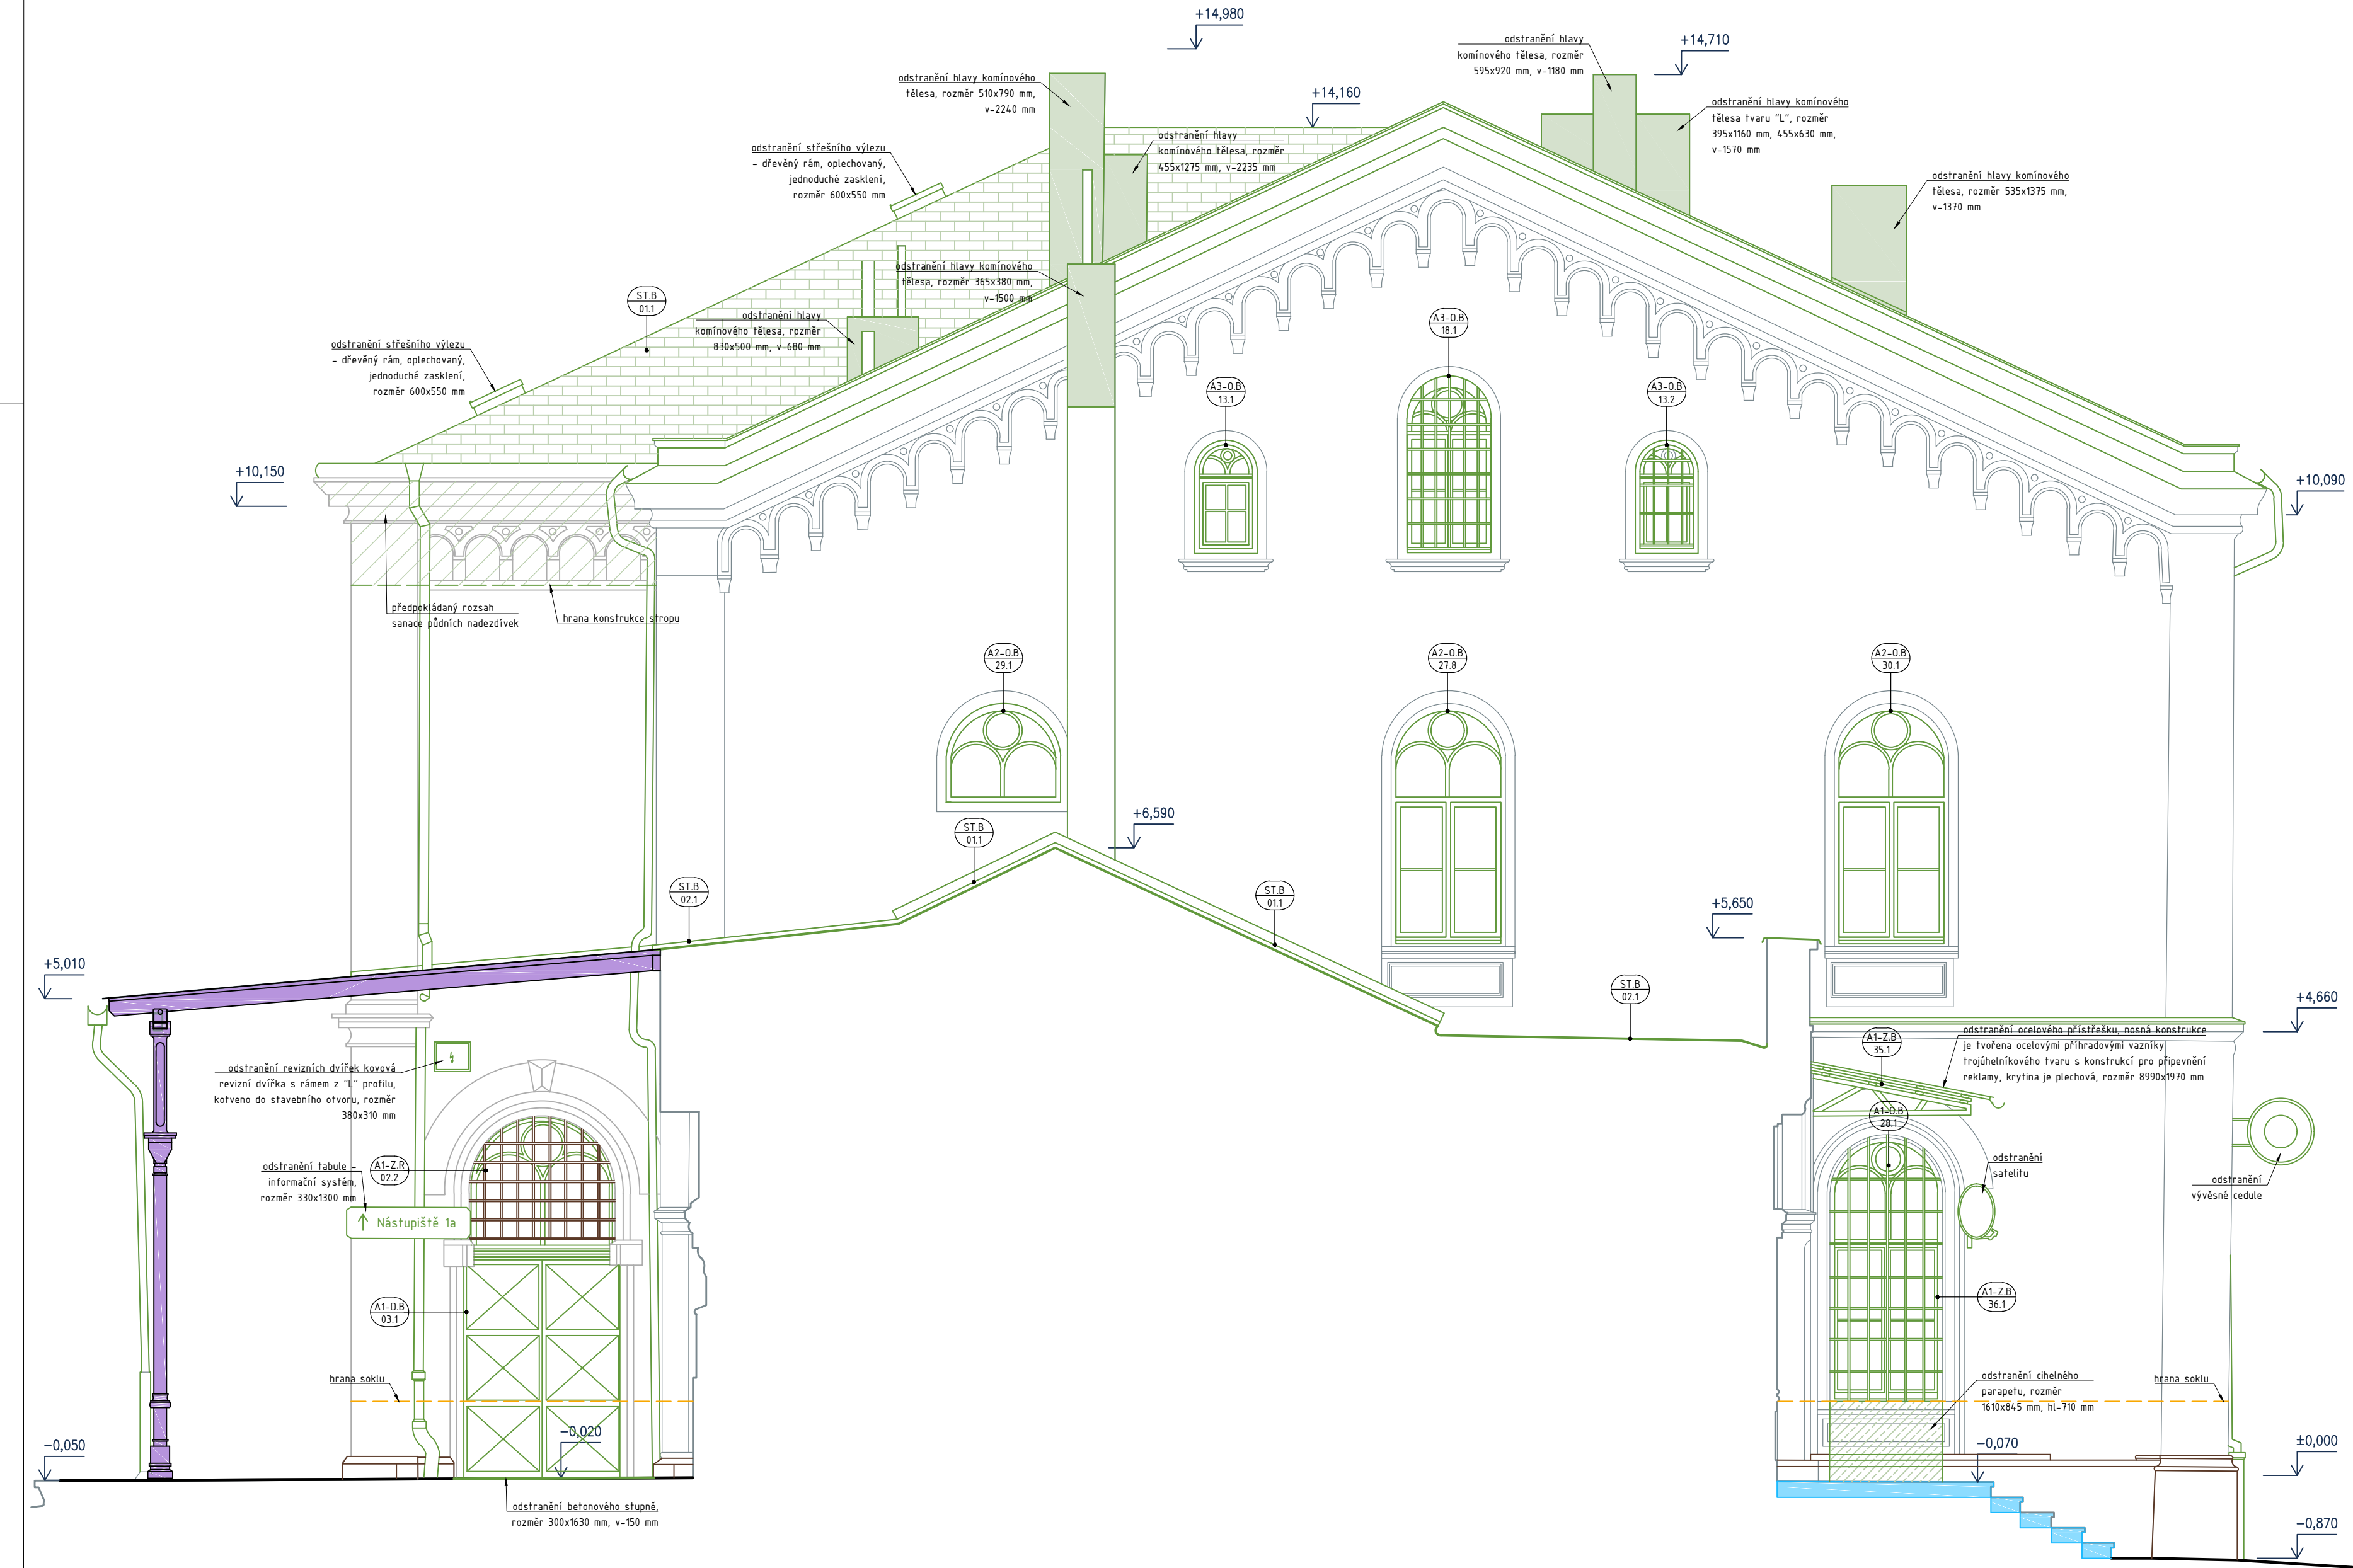 +14,980
+14,710
odstranění hlavy
komínového tělesa, rozměr
595x920 mm, v-1180 mm
odstranění hlavy komínového
tělesa, rozměr 510x790 mm,
v-2240 mm
+14,160
odstranění hlavy komínového
tělesa tvaru "L", rozměr
395x1160 mm, 455x630 mm,
v-1570 mm
odstranění hlavy
komínového tělesa, rozměr
455x1275 mm, v-2235 mm
odstranění střešního výlezu
- dřevěný rám, oplechovaný,
jednoduché zasklení,
rozměr 600x550 mm
odstranění hlavy komínového
tělesa, rozměr 535x1375 mm,
v-1370 mm
odstranění hlavy komínového
tělesa, rozměr 365x380 mm,
v-1500 mm
ST.B
01.1
odstranění hlavy
komínového tělesa, rozměr
830x500 mm, v-680 mm
A3-O.B
18.1
odstranění střešního výlezu
- dřevěný rám, oplechovaný,
jednoduché zasklení,
rozměr 600x550 mm
A3-O.B
13.1
A3-O.B
13.2
+10,150
+10,090
předpokládaný rozsah
sanace půdních nadezdívek
hrana konstrukce stropu
A2-O.B
29.1
A2-O.B
27.8
A2-O.B
30.1
+6,590
ST.B
01.1
ST.B
02.1
ST.B
01.1
+5,650
+5,010
ST.B
02.1
+4,660
A1-Z.B
35.1
odstranění ocelového přístřešku, nosná konstrukce
je tvořena ocelovými příhradovými vazníky
trojúhelníkového tvaru s konstrukcí pro připevnění
reklamy, krytina je plechová, rozměr 8990x1970 mm
odstranění revizních dvířek kovová
revizní dvířka s rámem z "L" profilu,
kotveno do stavebního otvoru, rozměr
380x310 mm
A1-O.B
28.1
odstranění
satelitu
odstranění
vývěsné cedule
odstranění tabule -
informační systém,
rozměr 330x1300 mm
A1-Z.R
02.2
Nástupiště 1a
A1-D.B
03.1
A1-Z.B
36.1
hrana soklu
odstranění cihelného
parapetu, rozměr
1610x845 mm, hl-710 mm
hrana soklu
-0,050
-0,020
-0,070
±0,000
odstranění betonového stupně,
rozměr 300x1630 mm, v-150 mm
-0,870